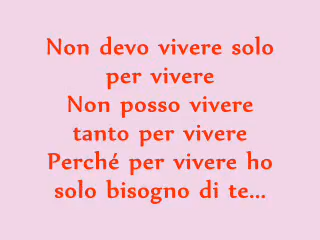 Non devo vivere solo
per vivere
Non posso vivere
tanto per vivere
Perché per vivere ho
solo bisogno di te...